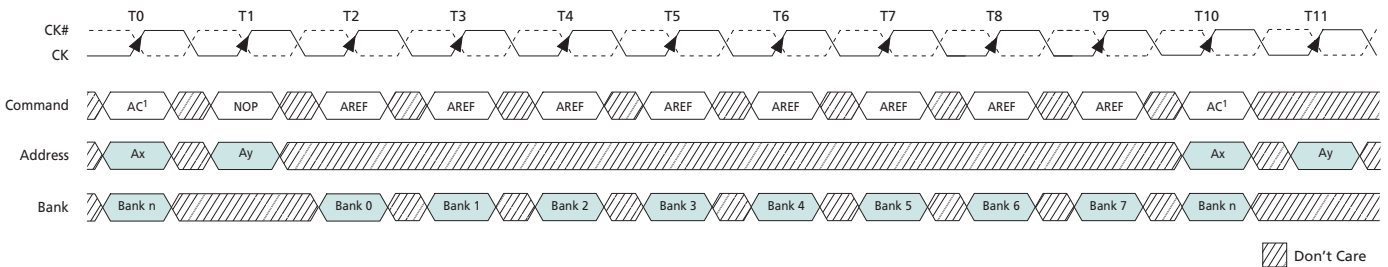 T0 T1 T2 T3 T4 T5 T6 T7 T8 T9 T10 T11
CK#
CK
Command AC¹ NOP AREF AREF AREF AREF AREF AREF AREF AREF AC¹
Address Ax Ay Ax Ay
Bank Bank n Bank 0 Bank 1 Bank 2 Bank 3 Bank 4 Bank 5 Bank 6 Bank 7 Bank n
Don't Care